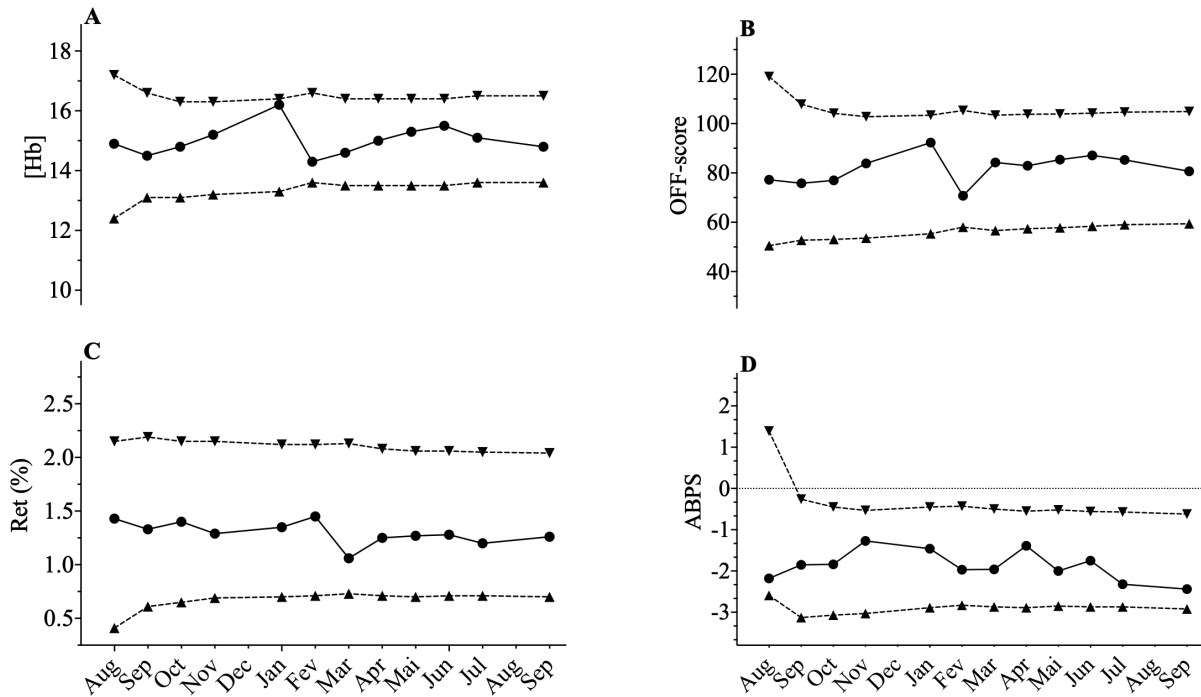 A
[Hb]
18
16
14
12
10
B
OFF-score
120
100
80
60
40
C
Ret (%)
2.5
2.0
1.5
1.0
0.5
Aug Sep Oct Nov Dec Jan Fev Mar Apr Mai Jun Jul Aug Sep
D
ABPS
2
1
0
-1
-2
-3
Aug Sep Oct Nov Dec Jan Fev Mar Apr Mai Jun Jul Aug Sep